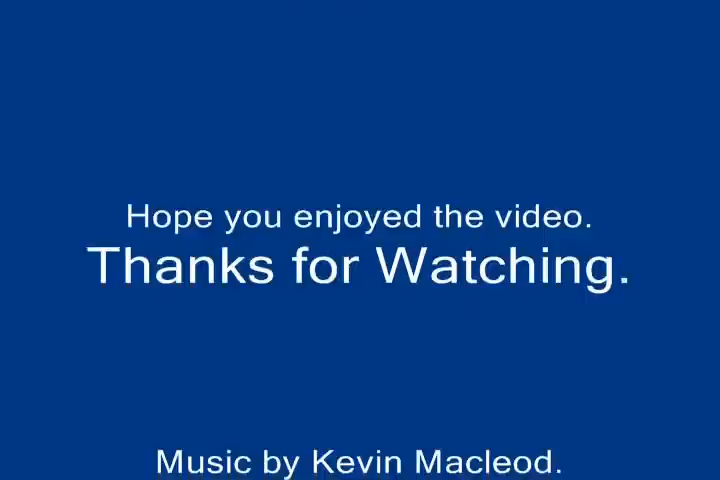 Hope you enjoyed the video.
Thanks for Watching.
Music by Kevin Macleod.